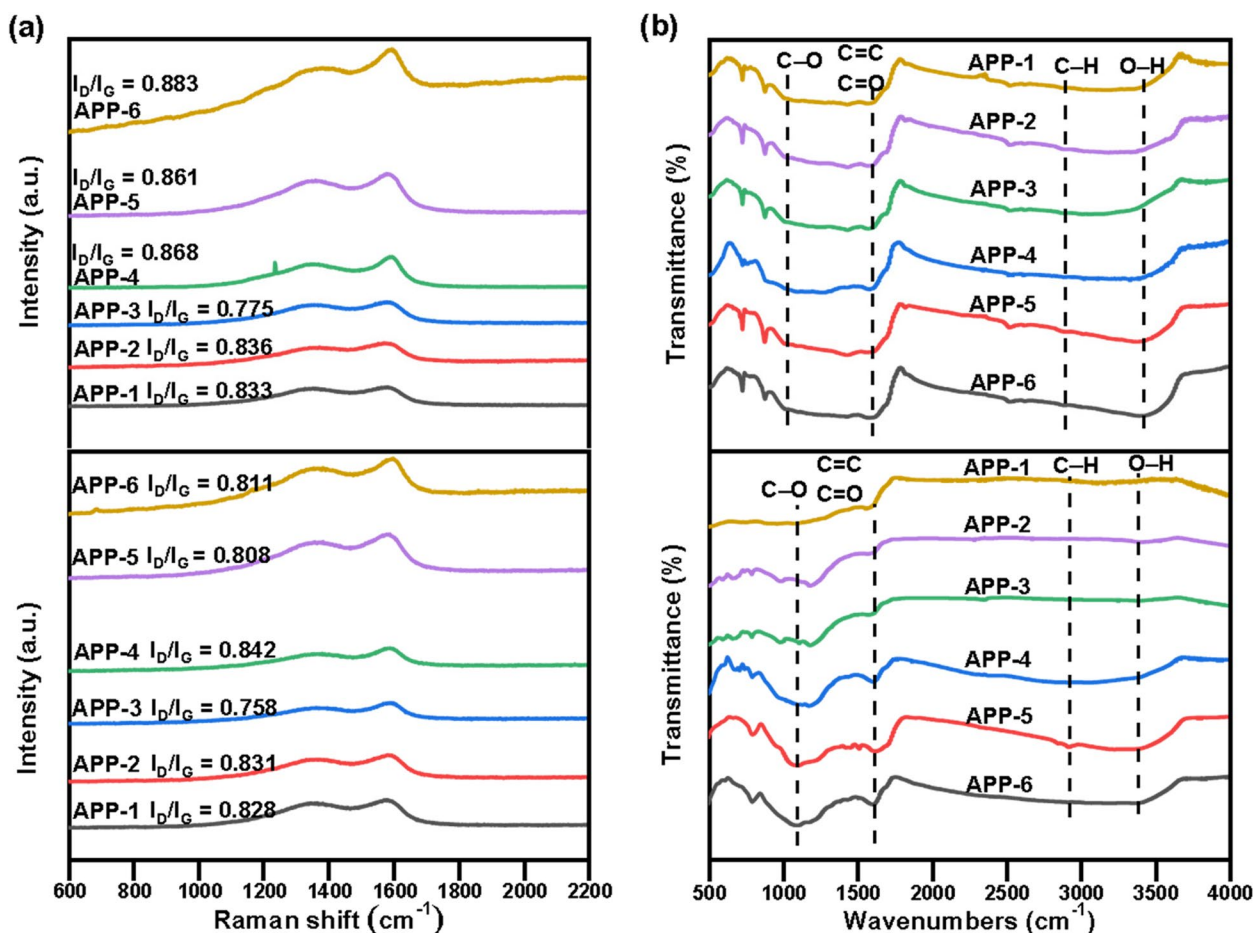 (a)
I_D/I_G = 0.883
APP-6
I_D/I_G = 0.861
APP-5
I_D/I_G = 0.868
APP-4
APP-3 I_D/I_G = 0.775
APP-2 I_D/I_G = 0.836
APP-1 I_D/I_G = 0.833
Intensity (a.u.)
APP-6 I_D/I_G = 0.811
APP-5 I_D/I_G = 0.808
APP-4 I_D/I_G = 0.842
APP-3 I_D/I_G = 0.758
APP-2 I_D/I_G = 0.831
APP-1 I_D/I_G = 0.828
Intensity (a.u.)
600 800 1000 1200 1400 1600 1800 2000 2200
Raman shift (cm⁻¹)
(b)
C–O C=C APP-1 C–H O–H
C=O
APP-2
APP-3
APP-4
APP-5
APP-6
Transmittance (%)
C–O C=C APP-1 C–H O–H
C=O
APP-2
APP-3
APP-4
APP-5
APP-6
Transmittance (%)
500 1000 1500 2000 2500 3000 3500 4000
Wavenumbers (cm⁻¹)